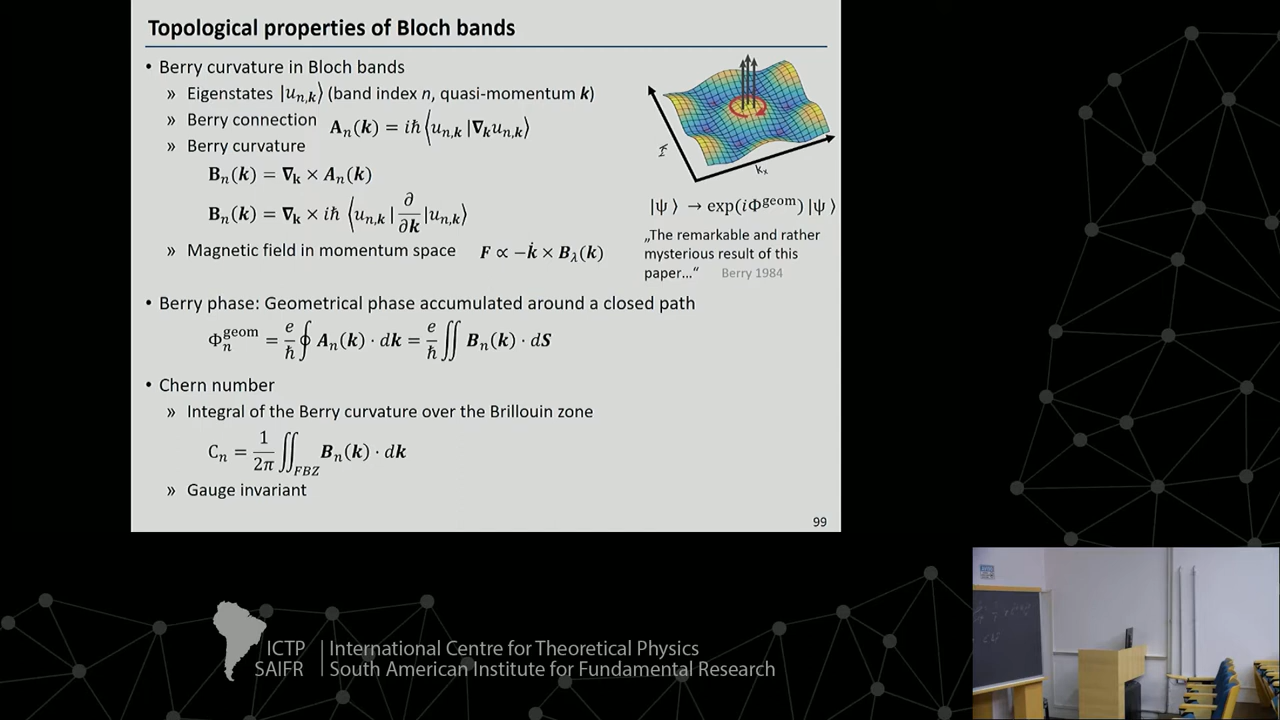 Topological properties of Bloch bands
• Berry curvature in Bloch bands
» Eigenstates |u_{n,k}⟩ (band index n, quasi-momentum k)
» Berry connection A_n(k) = iħ⟨u_{n,k}|∇_k u_{n,k}⟩
» Berry curvature
B_n(k) = ∇_k × A_n(k)
B_n(k) = ∇_k × iħ ⟨u_{n,k}| ∂/∂k |u_{n,k}⟩
» Magnetic field in momentum space F ∝ −k̇ × B_λ(k)
k_x
|ψ⟩ → exp(iΦ^geom)|ψ⟩
„The remarkable and rather
mysterious result of this
paper...“ Berry 1984
• Berry phase: Geometrical phase accumulated around a closed path
Φ_n^geom = e/ħ ∮ A_n(k) · dk = e/ħ ∬ B_n(k) · dS
• Chern number
» Integral of the Berry curvature over the Brillouin zone
C_n = 1/2π ∬_FBZ B_n(k) · dk
» Gauge invariant
99
ICTP International Centre for Theoretical Physics
SAIFR South American Institute for Fundamental Research